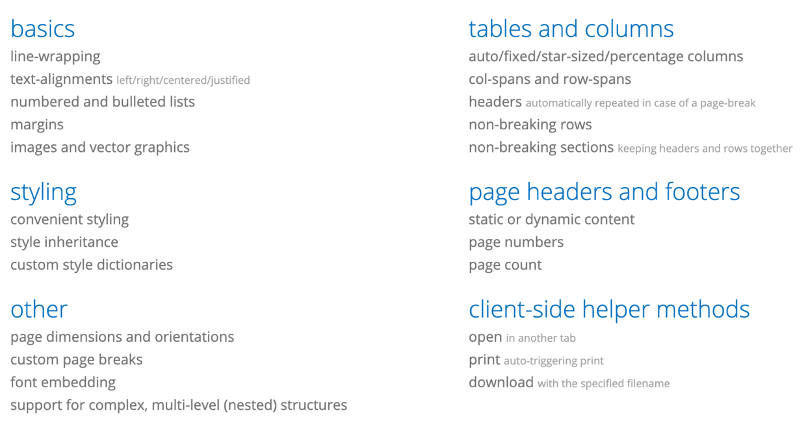 basics
line-wrapping
text-alignments left/right/centered/justified
numbered and bulleted lists
margins
images and vector graphics
styling
convenient styling
style inheritance
custom style dictionaries
other
page dimensions and orientations
custom page breaks
font embedding
support for complex, multi-level (nested) structures
tables and columns
auto/fixed/star-sized/percentage columns
col-spans and row-spans
headers automatically repeated in case of a page-break
non-breaking rows
non-breaking sections keeping headers and rows together
page headers and footers
static or dynamic content
page numbers
page count
client-side helper methods
open in another tab
print auto-triggering print
download with the specified filename